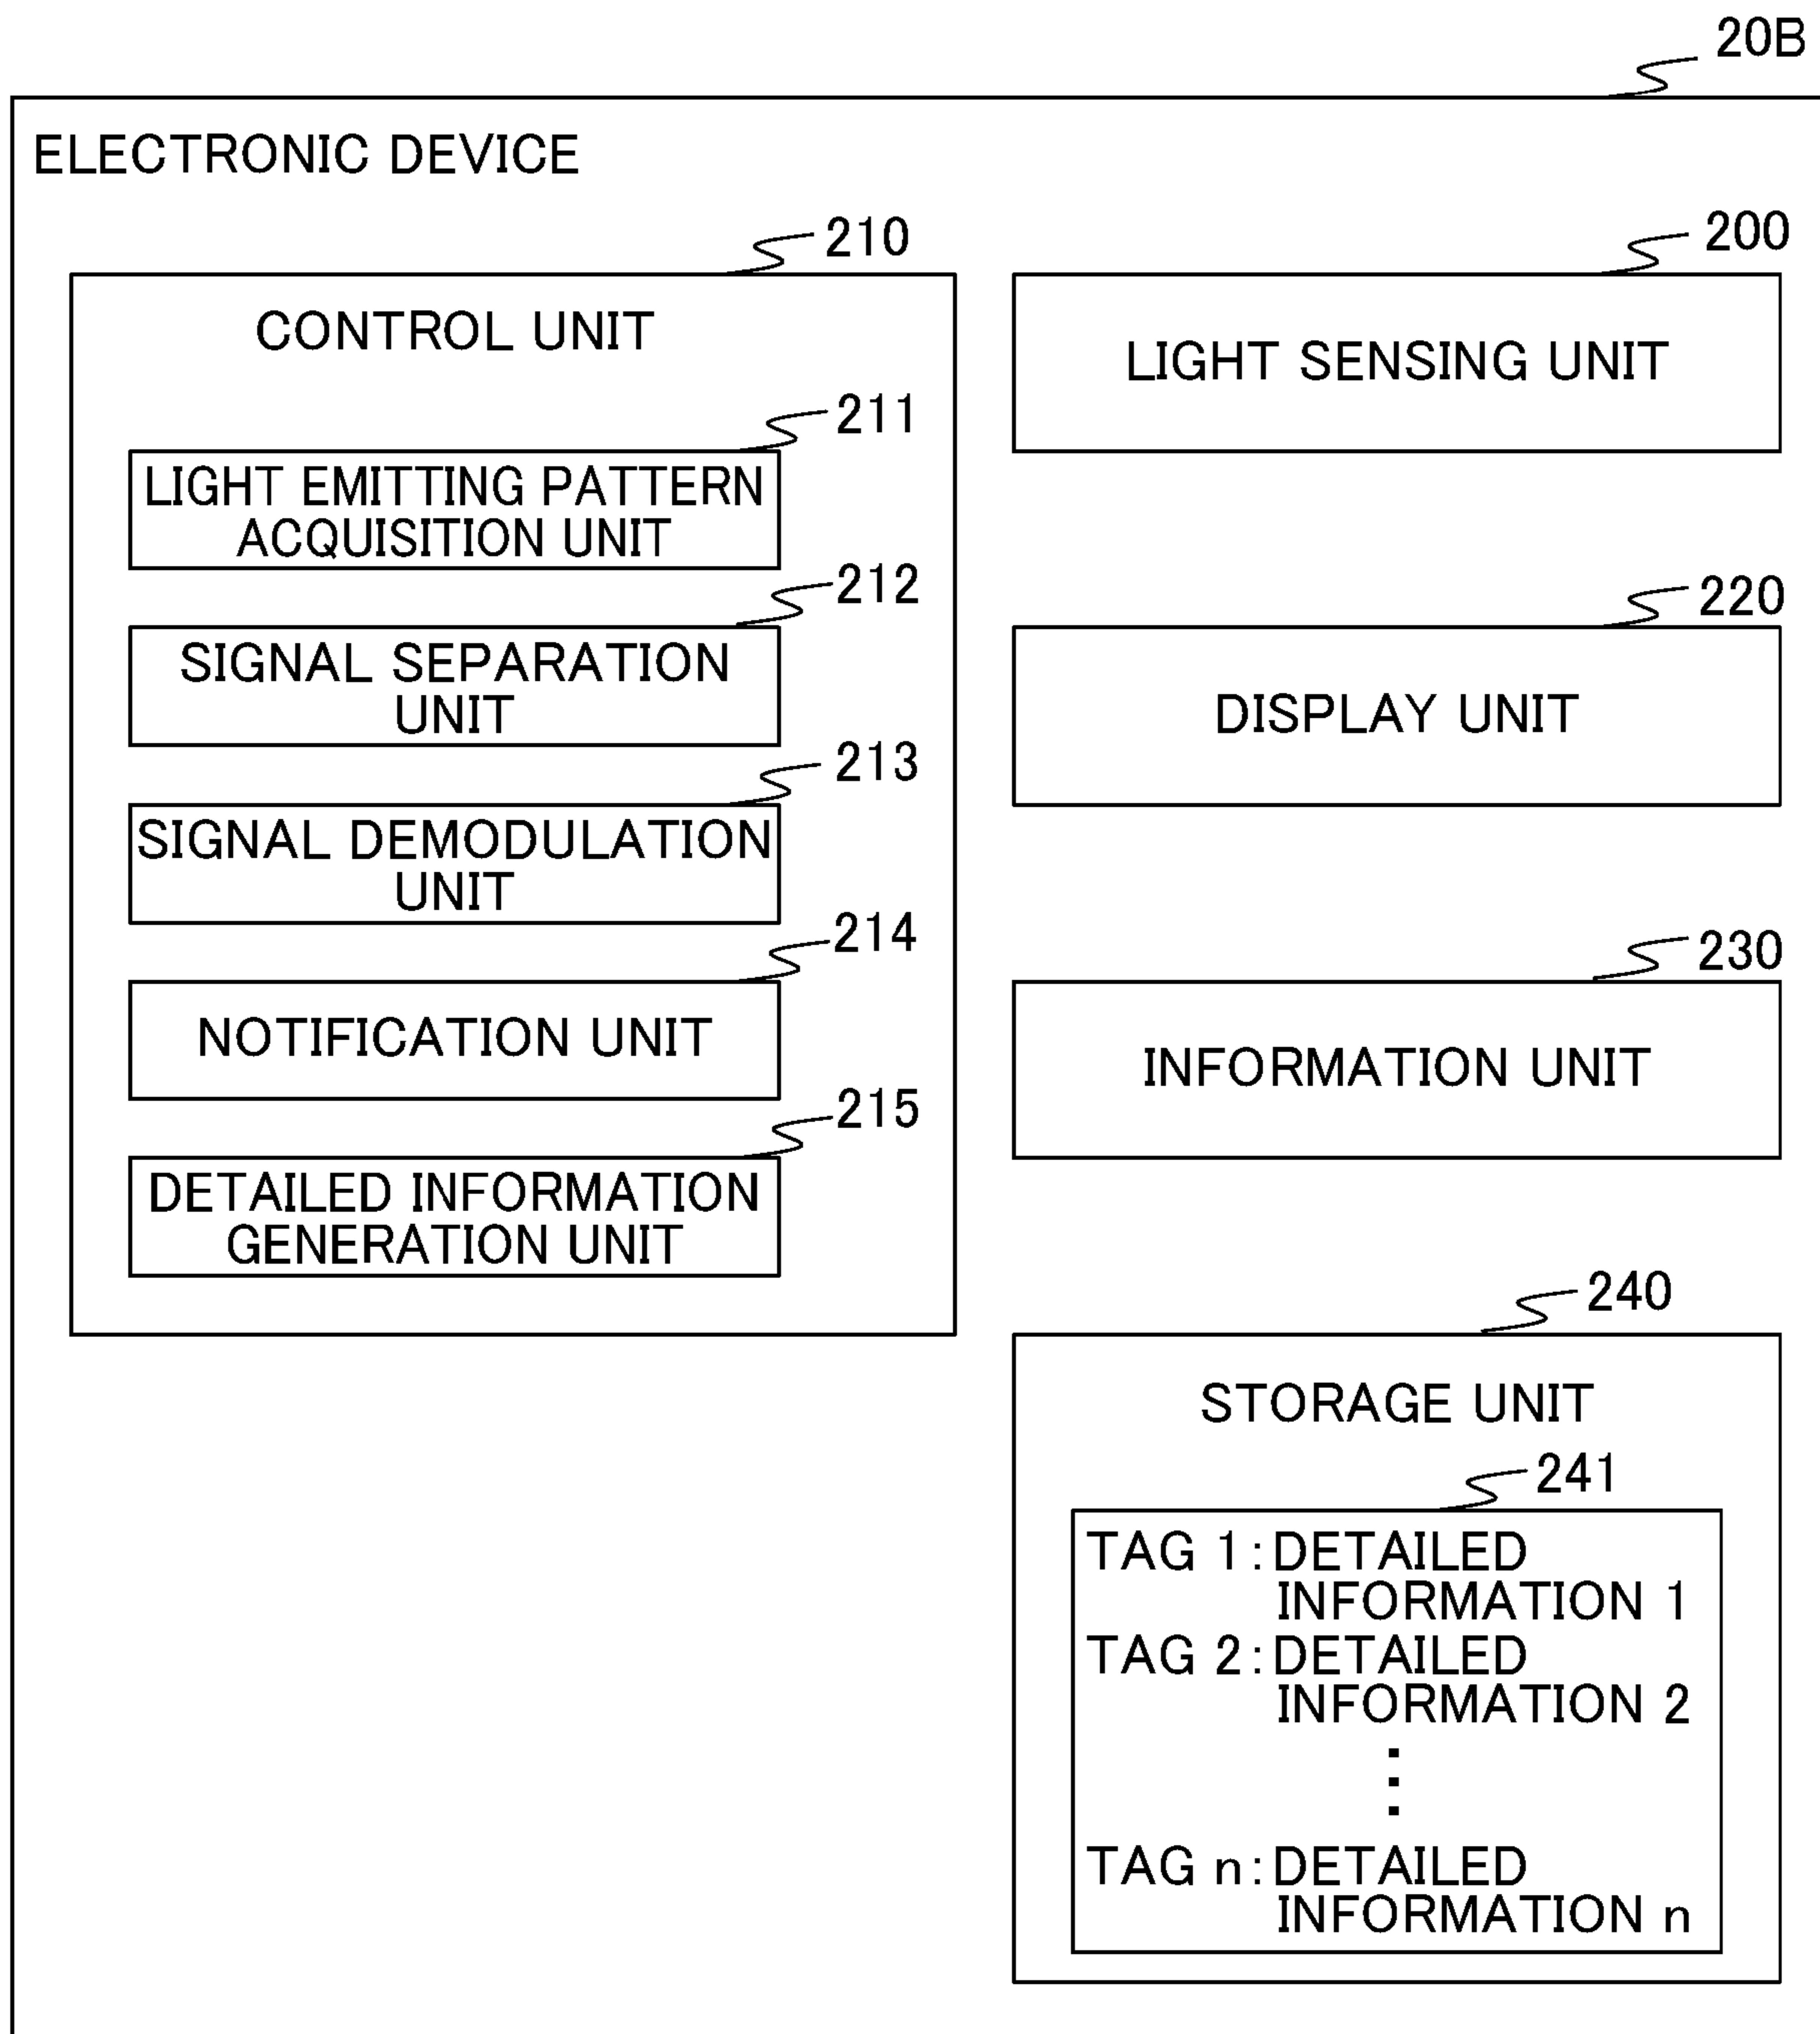 20B
ELECTRONIC DEVICE
210
CONTROL UNIT
211
LIGHT EMITTING PATTERN
ACQUISITION UNIT
212
SIGNAL SEPARATION
UNIT
213
SIGNAL DEMODULATION
UNIT
214
NOTIFICATION UNIT
215
DETAILED INFORMATION
GENERATION UNIT
200
LIGHT SENSING UNIT
220
DISPLAY UNIT
230
INFORMATION UNIT
240
STORAGE UNIT
241
TAG 1:DETAILED
INFORMATION 1
TAG 2:DETAILED
INFORMATION 2
⋮
TAG n:DETAILED
INFORMATION n